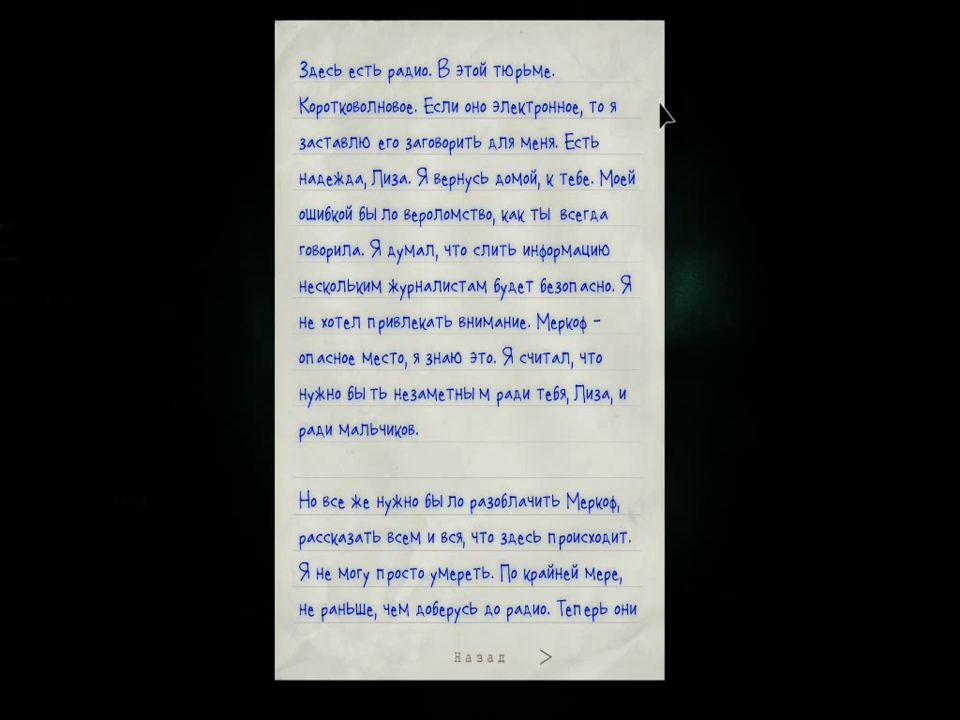 Здесь есть радио. В этой тюрьме.
Коротковолновое. Если оно электронное, то я
заставлю его заговорить для меня. Есть
надежда, Лиза. Я вернусь домой, к тебе. Моей
ошибкой было вероломство, как ты всегда
говорила. Я думал, что слить информацию
нескольким журналистам будет безопасно. Я
не хотел привлекать внимание. Меркоф -
опасное место, я знаю это. Я считал, что
нужно быть незаметным ради тебя, Лиза, и
ради мальчиков.
Но все же нужно было разоблачить Меркоф,
рассказать всем и вся, что здесь происходит.
Я не могу просто умереть. По крайней мере,
не раньше, чем доберусь до радио. Теперь они
Назад >